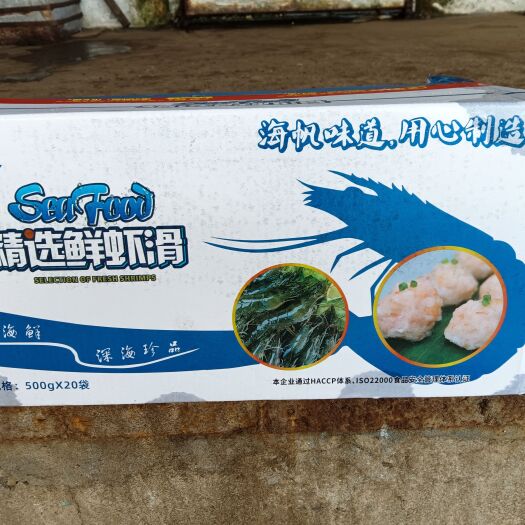 海帆味道,用心制造
Sea Food
精选鲜虾滑
SELECTION OF FRESH SHRIMPS
海鲜
深海珍品
格：500gX20袋
本企业通过HACCP体系、ISO22000食品安全管理体系认证